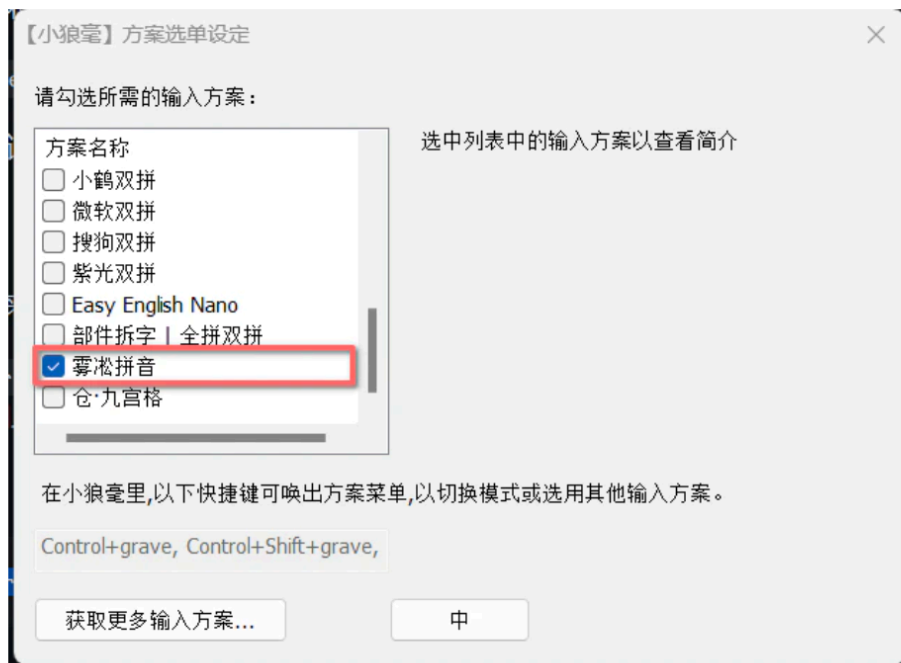 【小狼毫】方案选单设定
请勾选所需的输入方案：
方案名称
选中列表中的输入方案以查看简介
小鹤双拼
微软双拼
搜狗双拼
紫光双拼
Easy English Nano
部件拆字 | 全拼双拼
雾凇拼音
仓·九宫格
在小狼毫里,以下快捷键可唤出方案菜单,以切换模式或选用其他输入方案。
Control+grave, Control+Shift+grave,
获取更多输入方案...
中